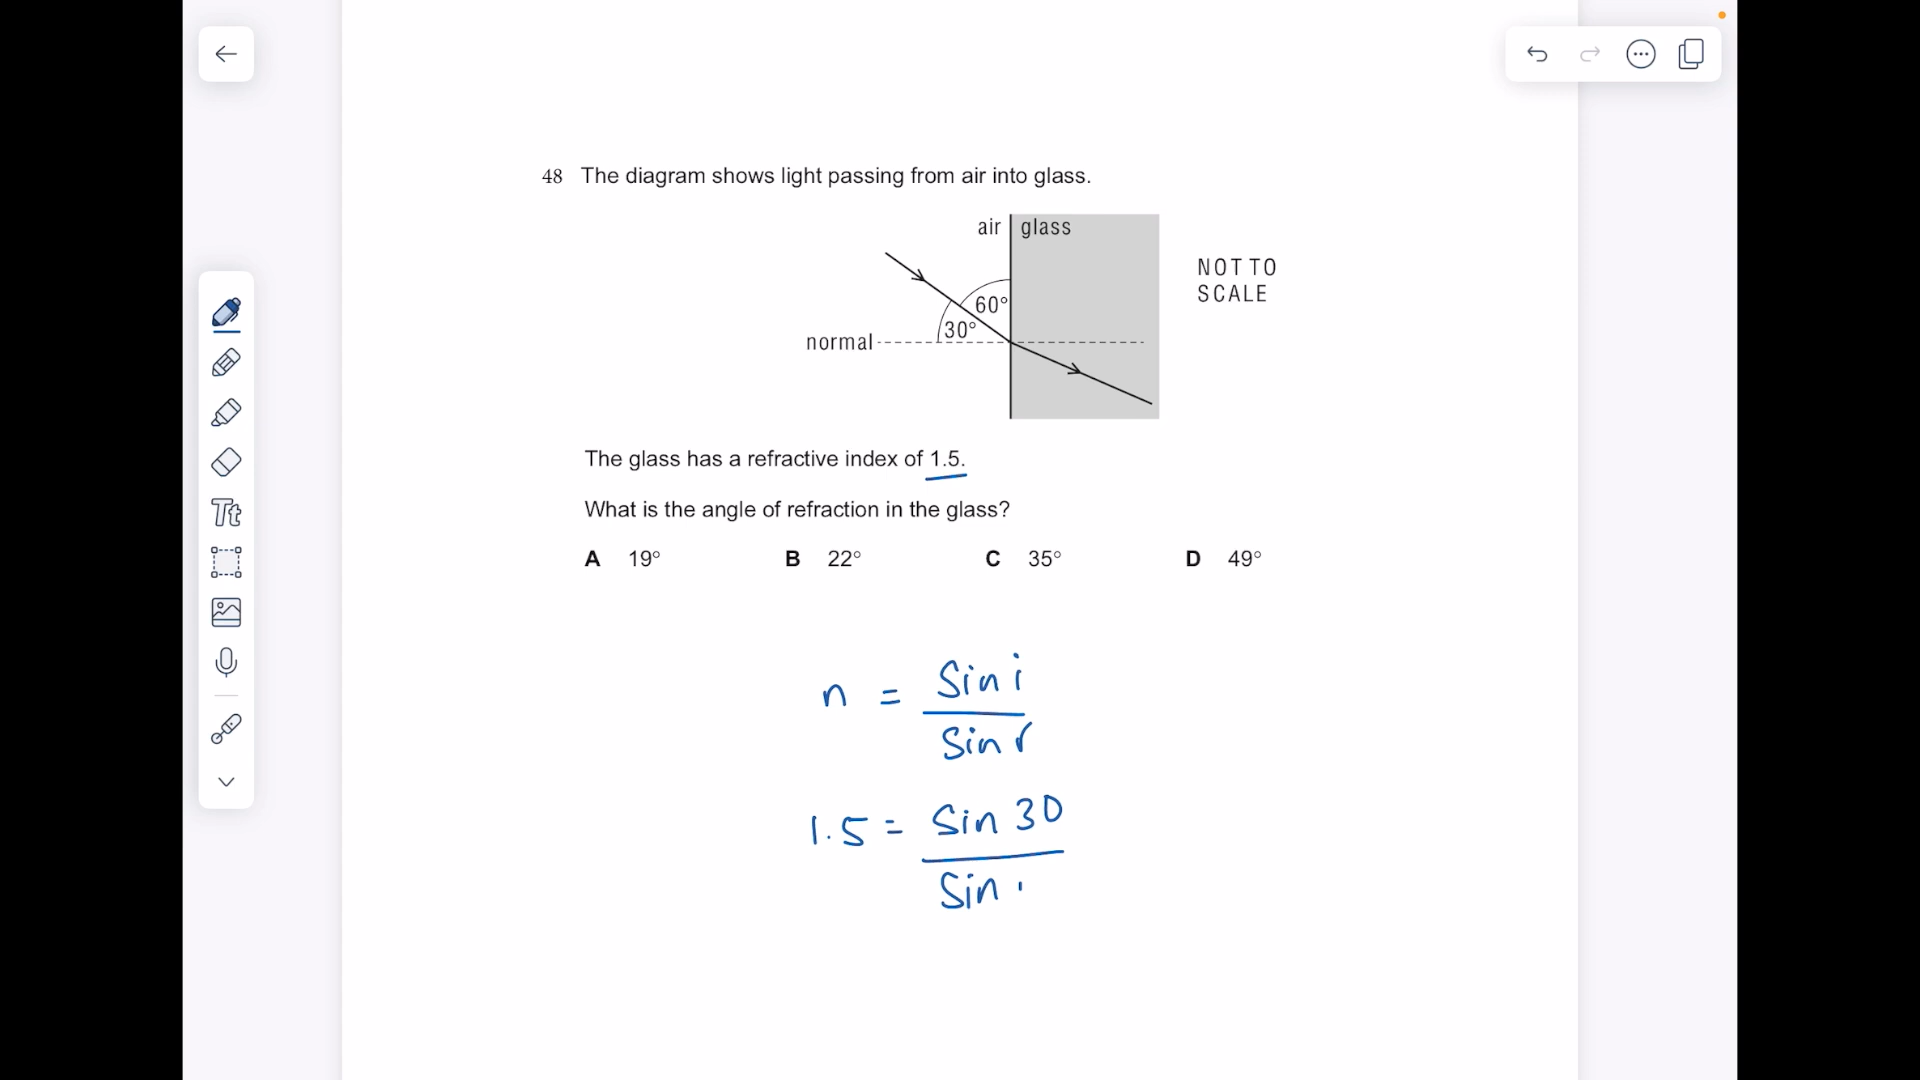 48 The diagram shows light passing from air into glass.
air glass
NOT TO
SCALE
60°
30°
normal
The glass has a refractive index of 1.5.
What is the angle of refraction in the glass?
A 19° B 22° C 35° D 49°
n = Sin i
Sin r
1.5 = Sin 30
Sin
Tt